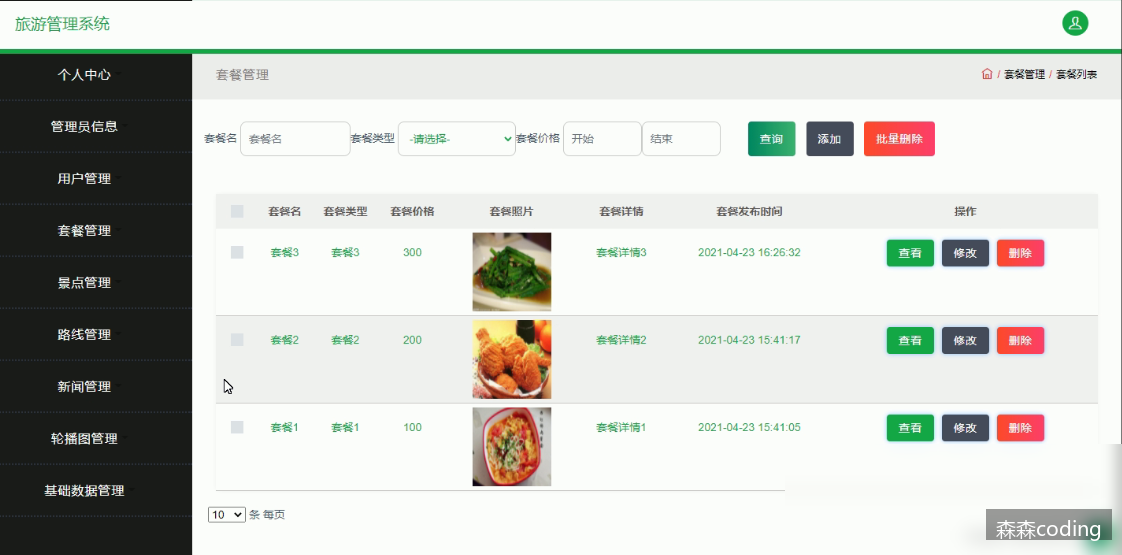 旅游管理系统
个人中心
管理员信息
用户管理
套餐管理
景点管理
路线管理
新闻管理
轮播图管理
基础数据管理
套餐管理
/ 套餐管理 / 套餐列表
套餐名 套餐名 套餐类型 -请选择- 套餐价格 开始 结束 查询 添加 批量删除
套餐名 套餐类型 套餐价格 套餐照片 套餐详情 套餐发布时间 操作
套餐3 套餐3 300 套餐详情3 2021-04-23 16:26:32 查看 修改 删除
套餐2 套餐2 200 套餐详情2 2021-04-23 15:41:17 查看 修改 删除
套餐1 套餐1 100 套餐详情1 2021-04-23 15:41:05 查看 修改 删除
10 条 每页
森森coding